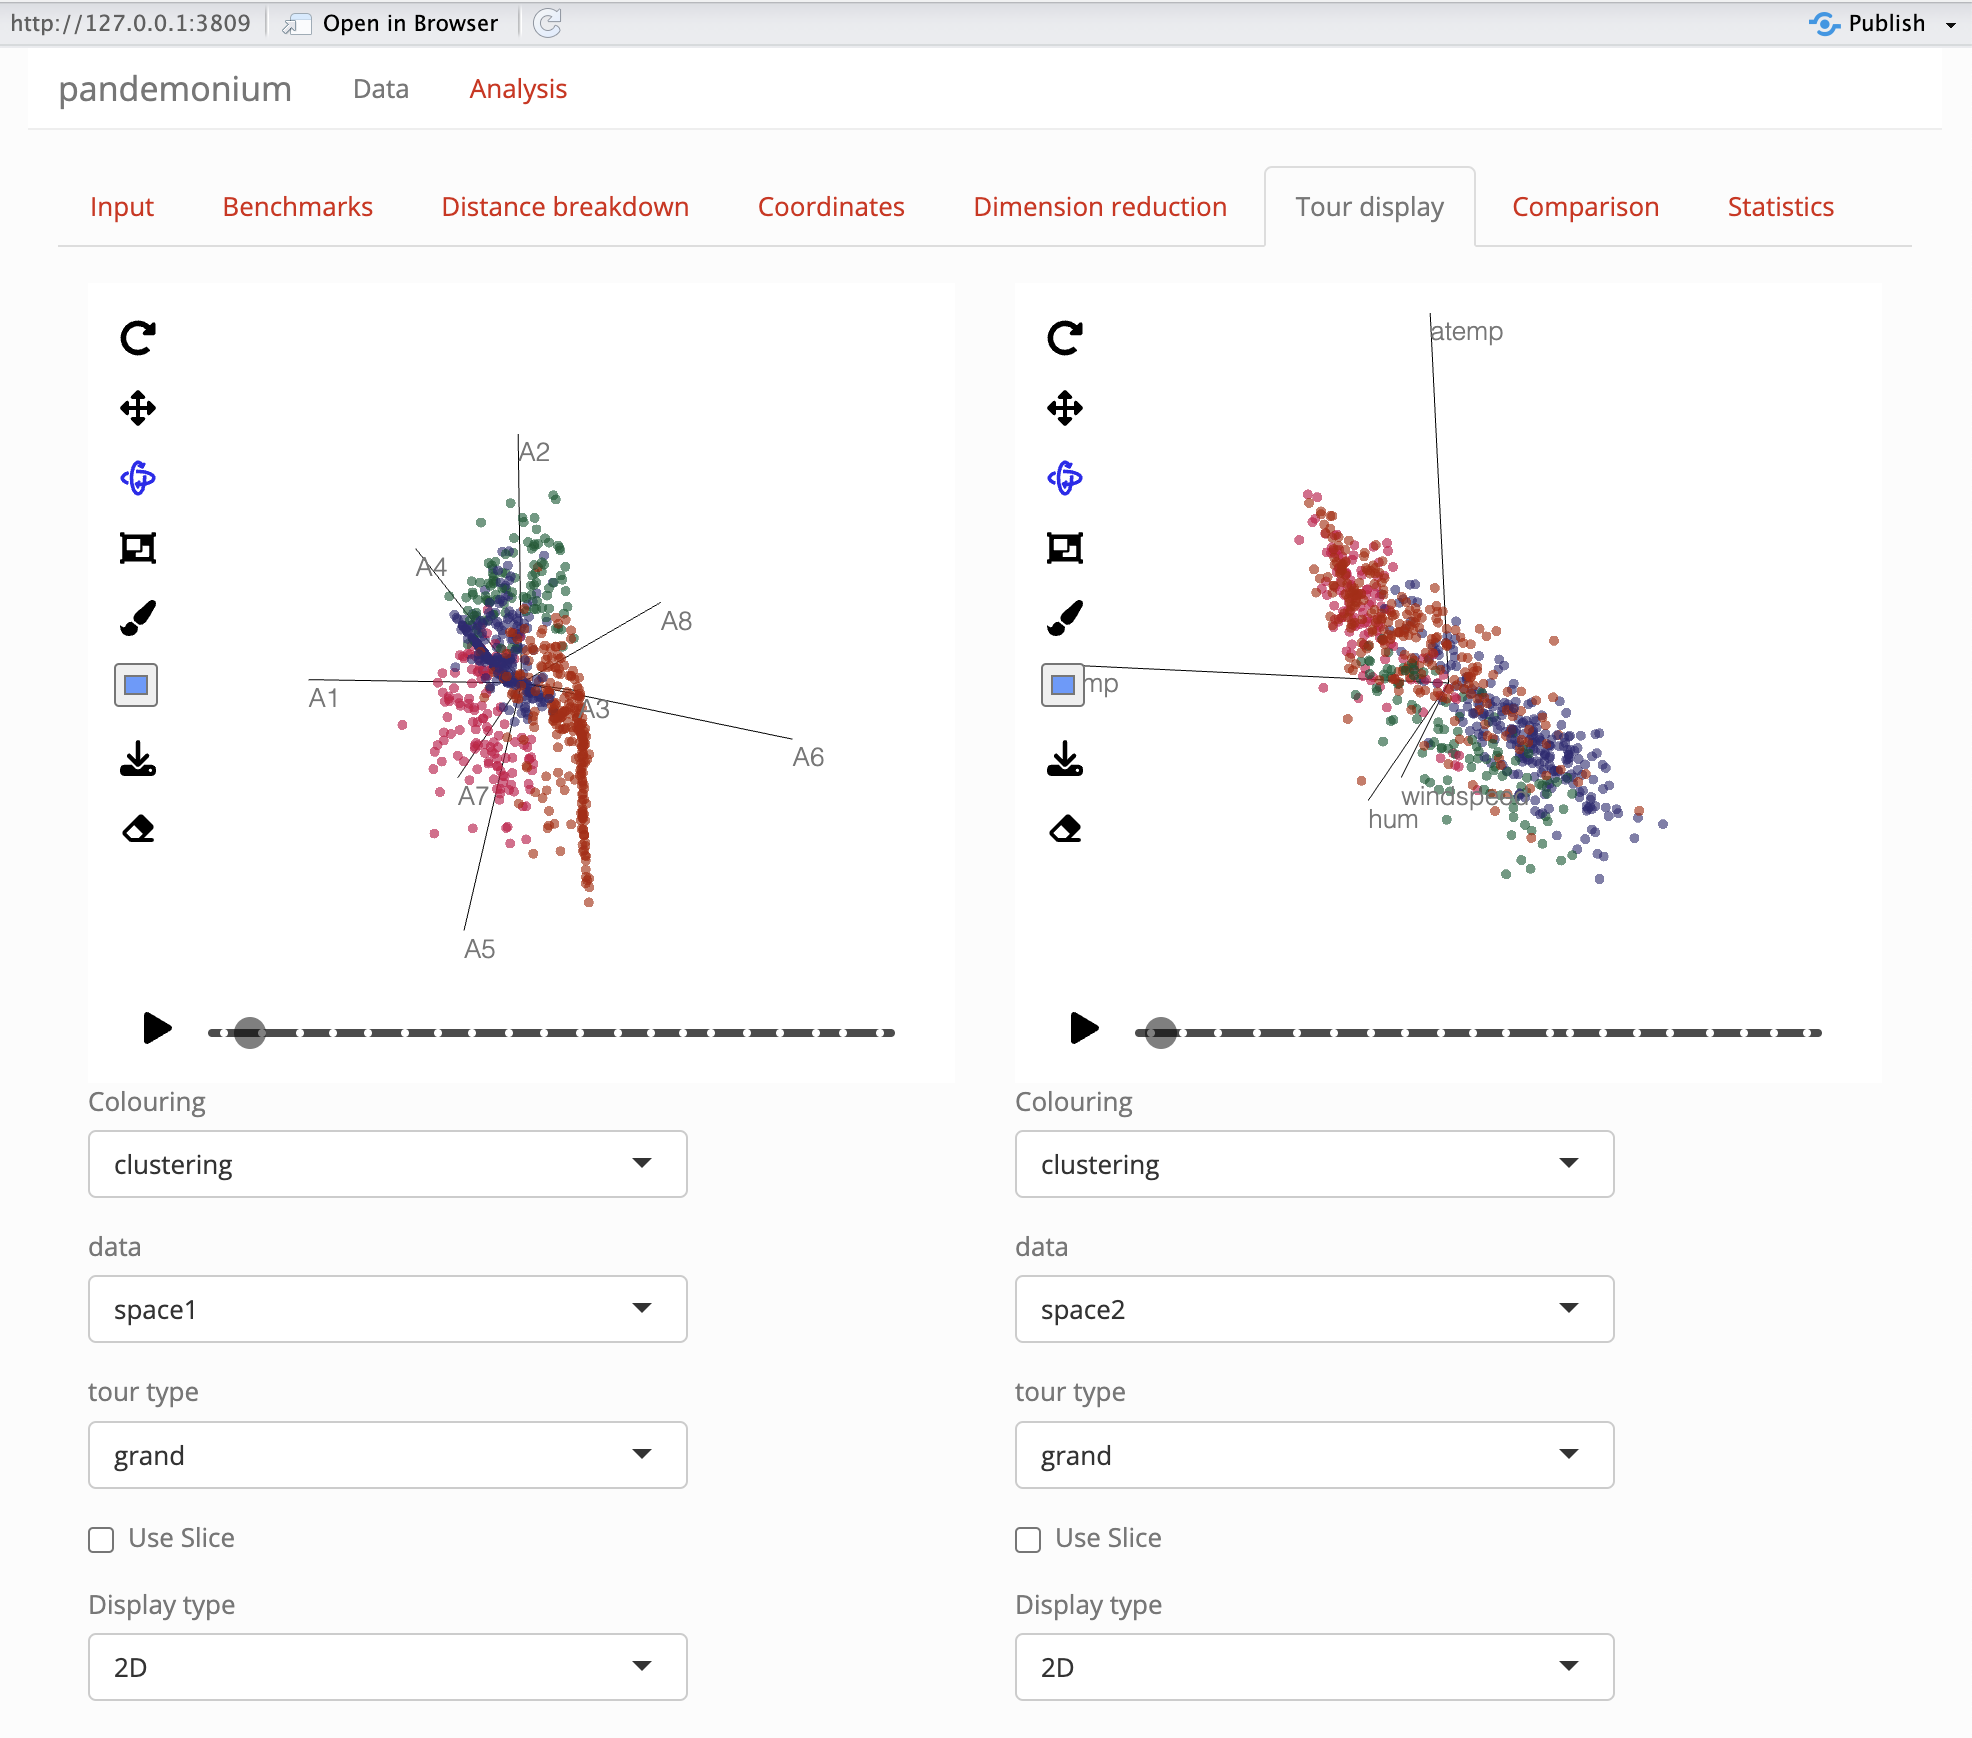 http://127.0.0.1:3809 Open in Browser Publish
pandemonium Data Analysis
Input Benchmarks Distance breakdown Coordinates Dimension reduction Tour display Comparison Statistics
A2
A4
A8
A1
A3
A6
A7
A5
atemp
mp
windspeed
hum
Colouring
clustering
data
space1
tour type
grand
Use Slice
Display type
2D
Colouring
clustering
data
space2
tour type
grand
Use Slice
Display type
2D